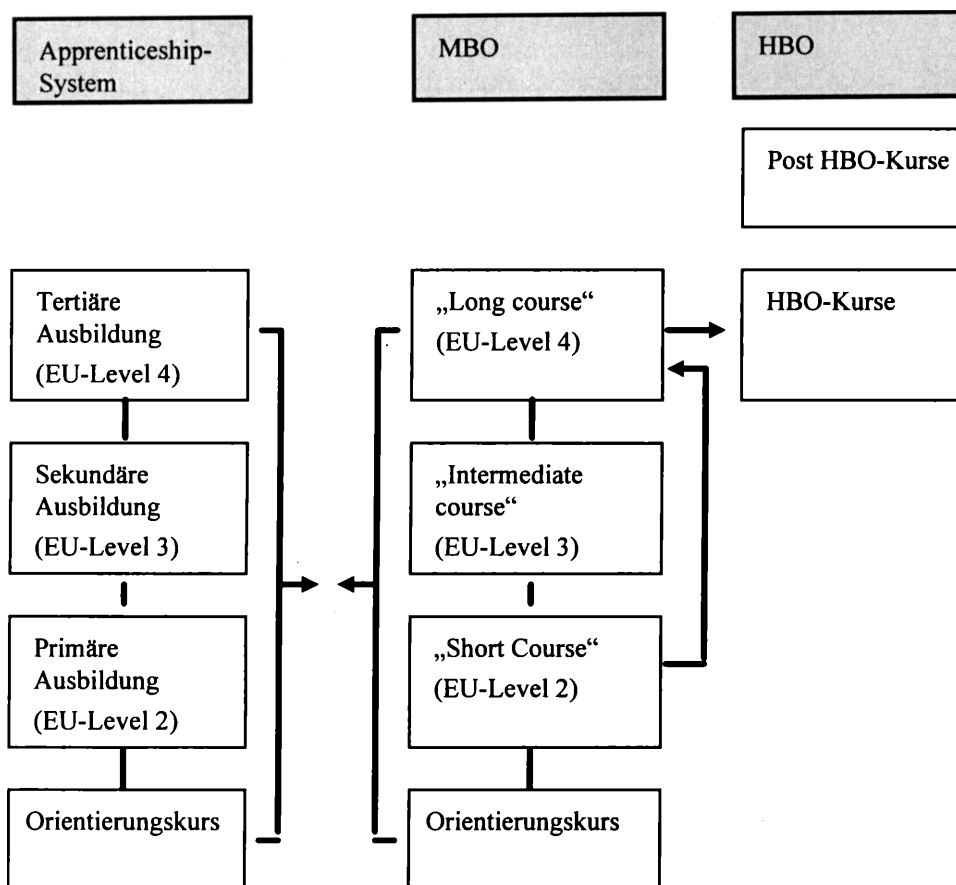 Apprenticeship-
System
MBO
HBO
Post HBO-Kurse
Tertiäre
Ausbildung
(EU-Level 4)
„Long course“
(EU-Level 4)
HBO-Kurse
Sekundäre
Ausbildung
(EU-Level 3)
„Intermediate
course“
(EU-Level 3)
Primäre
Ausbildung
(EU-Level 2)
„Short Course“
(EU-Level 2)
Orientierungskurs
Orientierungskurs